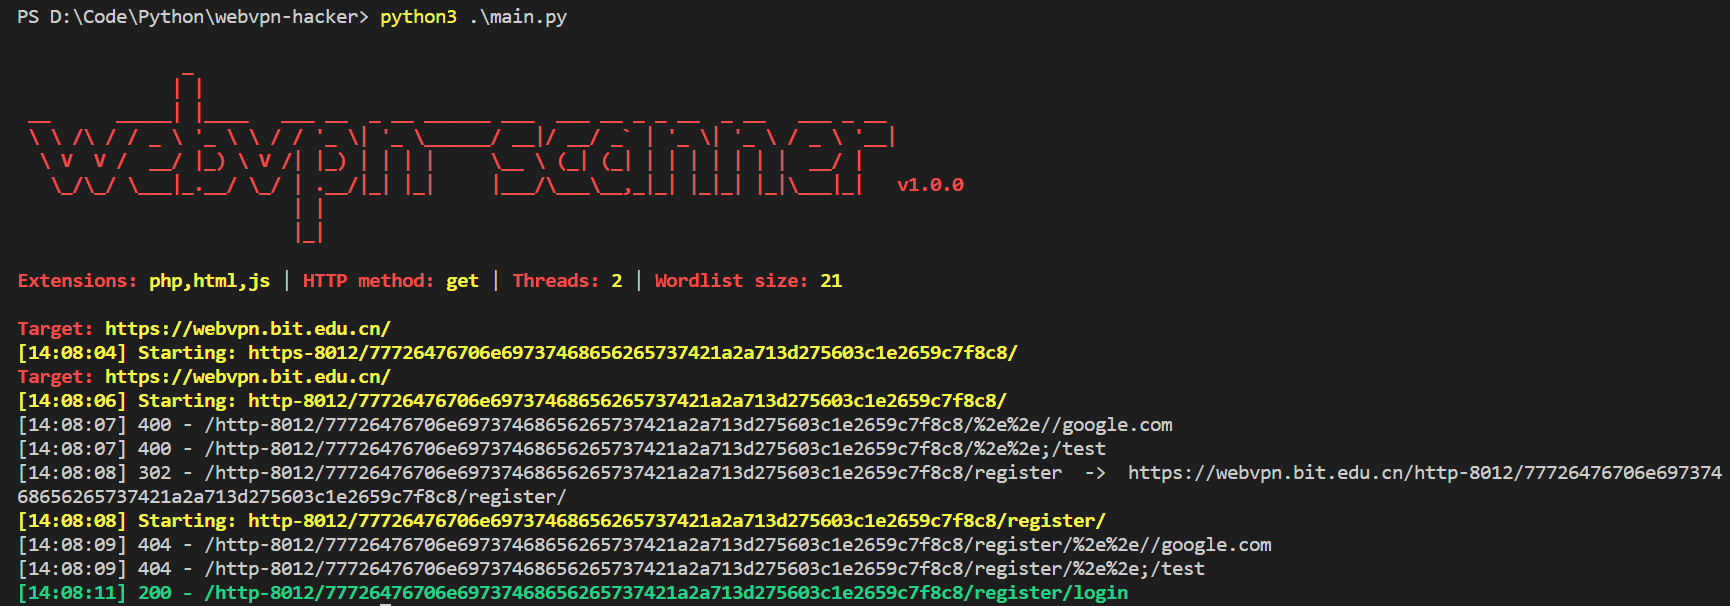 PS D:\Code\Python\webvpn-hacker> python3 .\main.py
webvpn-scanner v1.0.0
Extensions: php,html,js | HTTP method: get | Threads: 2 | Wordlist size: 21
Target: https://webvpn.bit.edu.cn/
[14:08:04] Starting: https-8012/77726476706e69737468656265737421a2a713d275603c1e2659c7f8c8/
Target: https://webvpn.bit.edu.cn/
[14:08:06] Starting: http-8012/77726476706e69737468656265737421a2a713d275603c1e2659c7f8c8/
[14:08:07] 400 - /http-8012/77726476706e69737468656265737421a2a713d275603c1e2659c7f8c8/%2e%2e//google.com
[14:08:07] 400 - /http-8012/77726476706e69737468656265737421a2a713d275603c1e2659c7f8c8/%2e%2e;/test
[14:08:08] 302 - /http-8012/77726476706e69737468656265737421a2a713d275603c1e2659c7f8c8/register  ->  https://webvpn.bit.edu.cn/http-8012/77726476706e697374
68656265737421a2a713d275603c1e2659c7f8c8/register/
[14:08:08] Starting: http-8012/77726476706e69737468656265737421a2a713d275603c1e2659c7f8c8/register/
[14:08:09] 404 - /http-8012/77726476706e69737468656265737421a2a713d275603c1e2659c7f8c8/register/%2e%2e//google.com
[14:08:09] 404 - /http-8012/77726476706e69737468656265737421a2a713d275603c1e2659c7f8c8/register/%2e%2e;/test
[14:08:11] 200 - /http-8012/77726476706e69737468656265737421a2a713d275603c1e2659c7f8c8/register/login